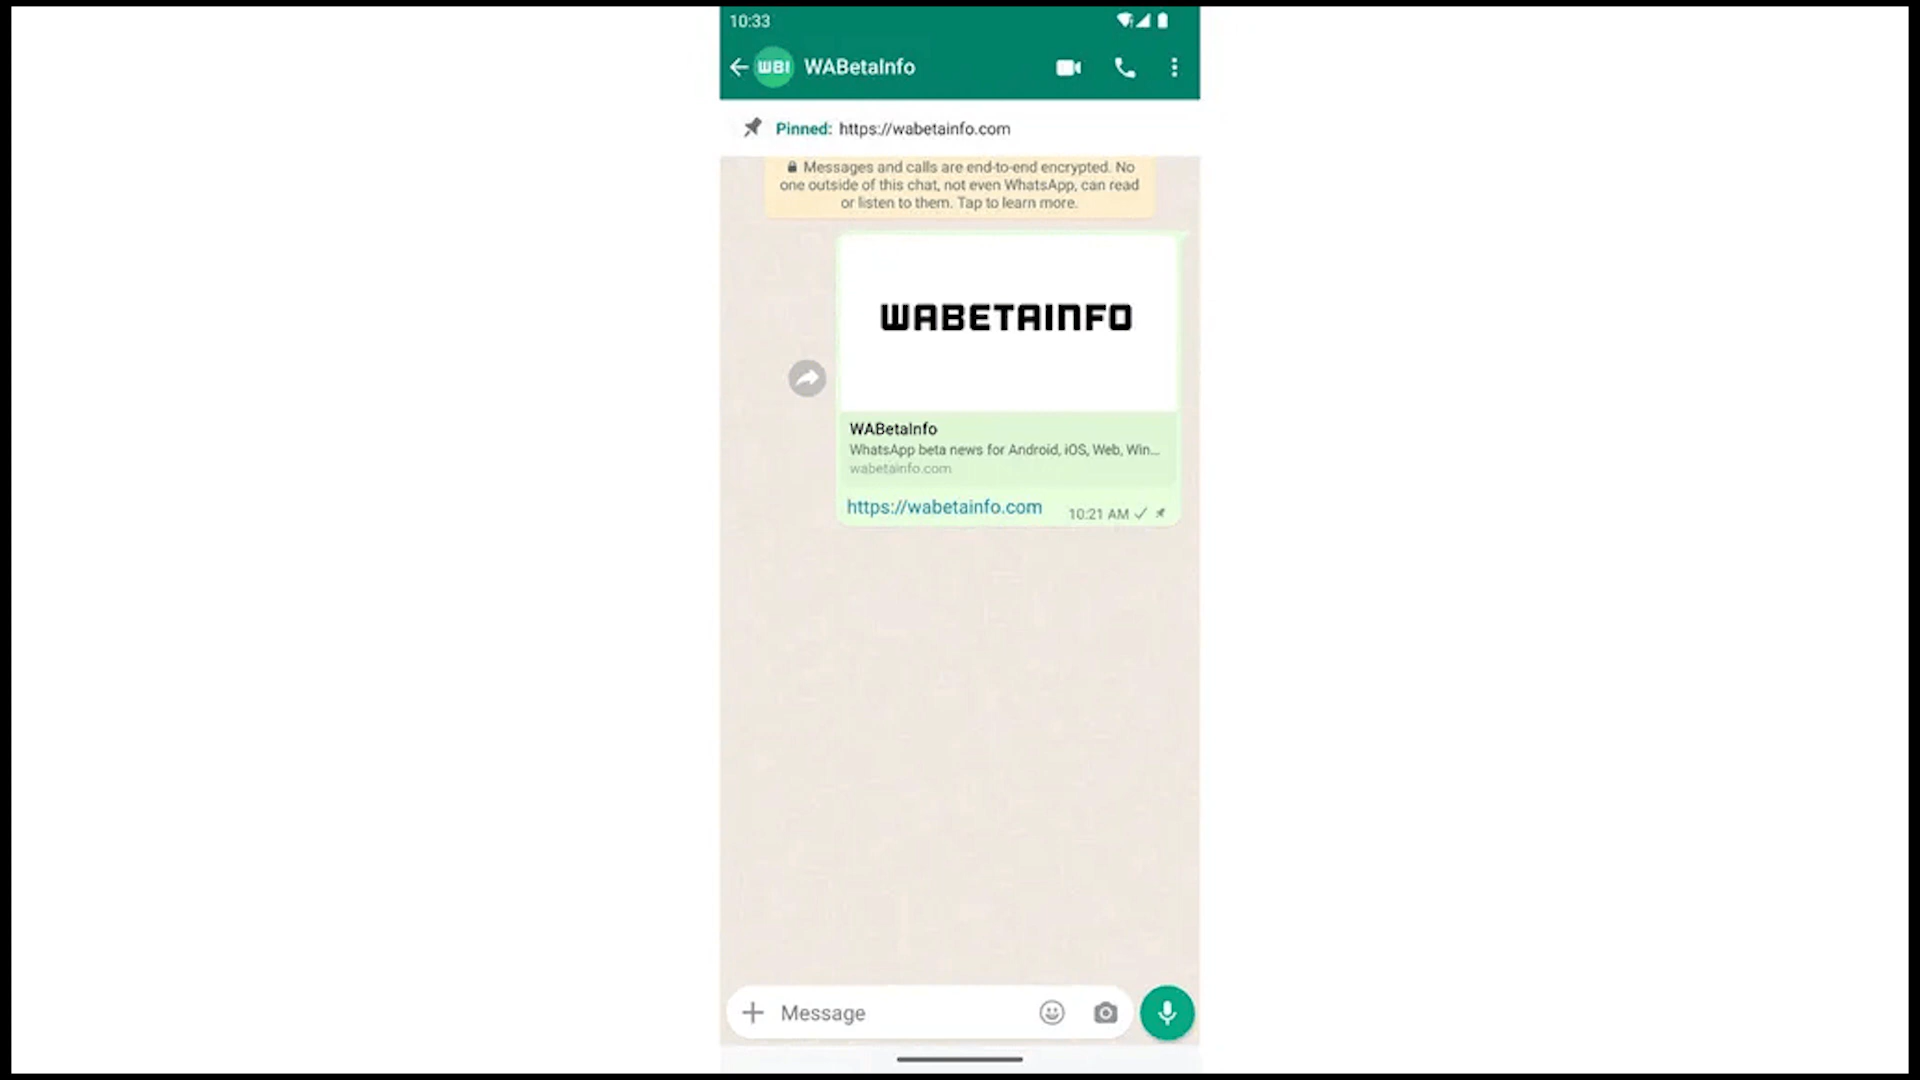 10:33
WBI WABetaInfo
Pinned: https://wabetainfo.com
Messages and calls are end-to-end encrypted. No
one outside of this chat, not even WhatsApp, can read
or listen to them. Tap to learn more.
WABETAINFO
WABetaInfo
WhatsApp beta news for Android, iOS, Web, Win...
wabetainfo.com
https://wabetainfo.com 10:21 AM
Message